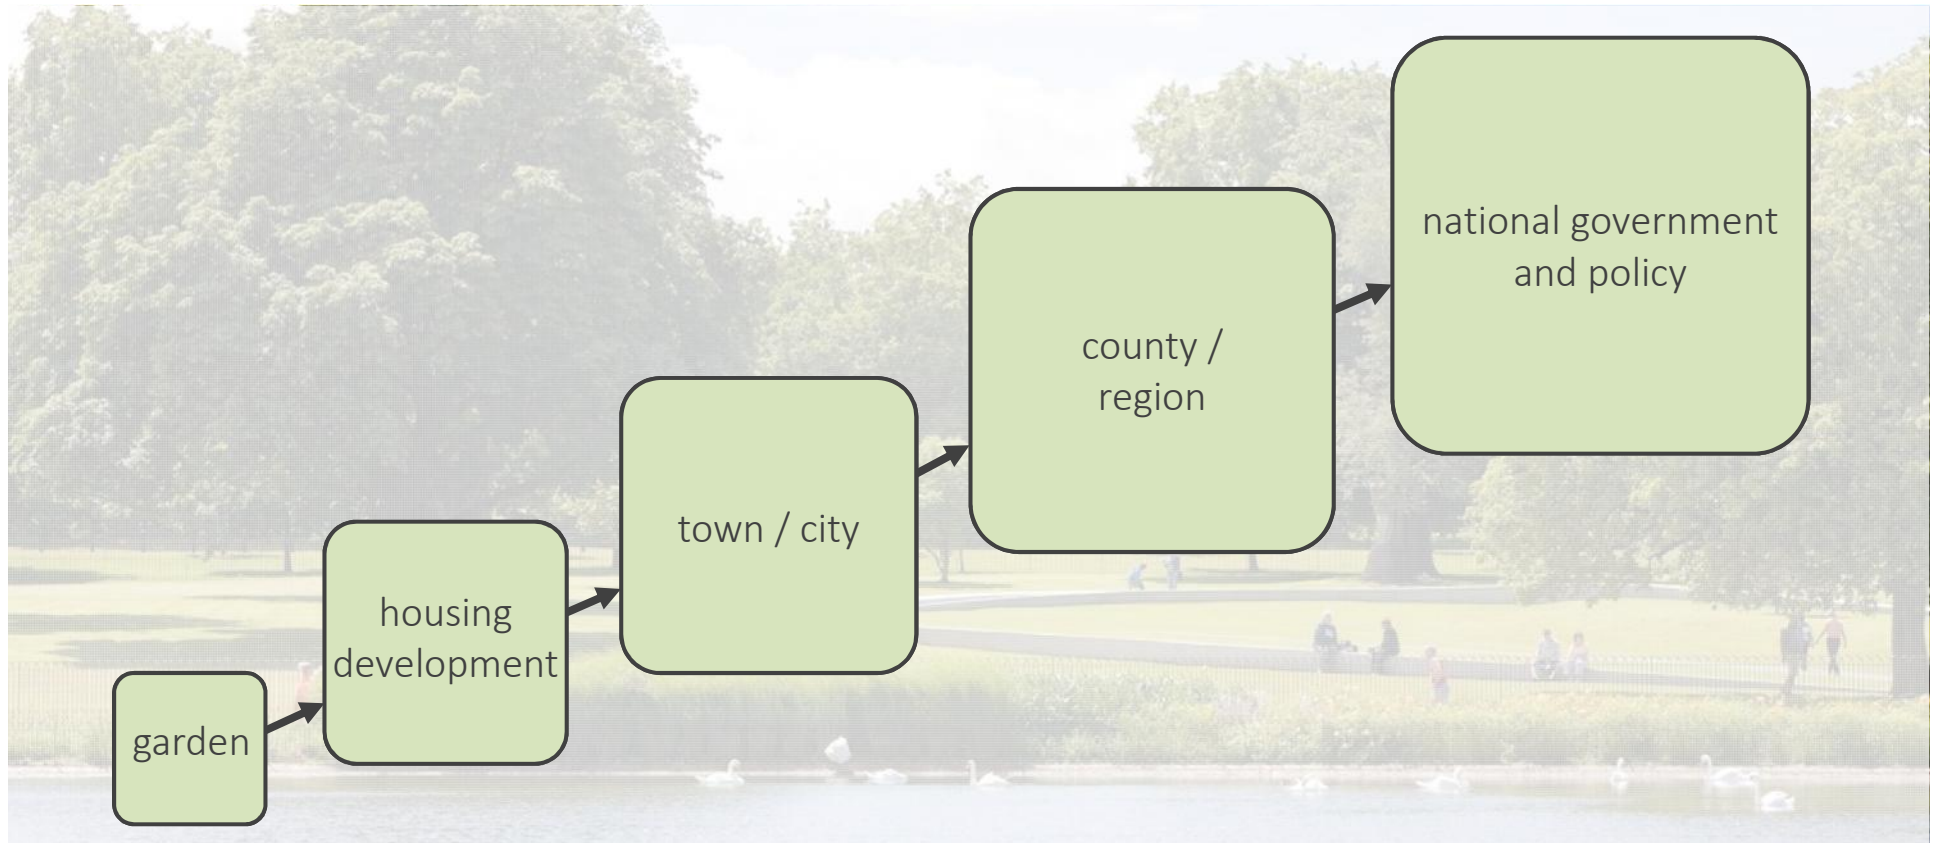 garden
housing
development
town / city
county /
region
national government
and policy